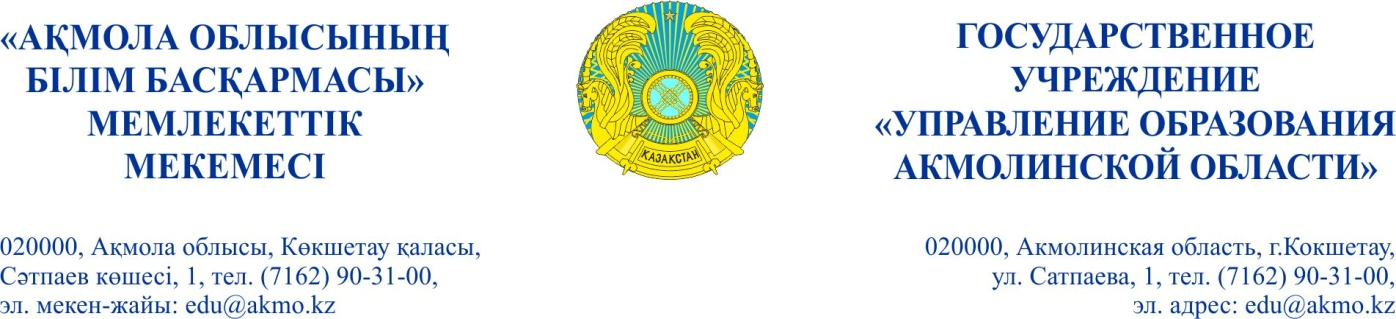 «АҚМОЛА ОБЛЫСЫНЫҢ
БІЛІМ БАСҚАРМАСЫ»
МЕМЛЕКЕТТІК
МЕКЕМЕСІ
020000, Ақмола облысы, Көкшетау қаласы,
Сәтпаев көшесі, 1, тел. (7162) 90-31-00,
эл. мекен-жайы: edu@akmo.kz
ҚАЗАҚСТАН
ГОСУДАРСТВЕННОЕ
УЧРЕЖДЕНИЕ
«УПРАВЛЕНИЕ ОБРАЗОВАНИЯ
АКМОЛИНСКОЙ ОБЛАСТИ»
020000, Акмолинская область, г.Кокшетау,
ул. Сатпаева, 1, тел. (7162) 90-31-00,
эл. адрес: edu@akmo.kz